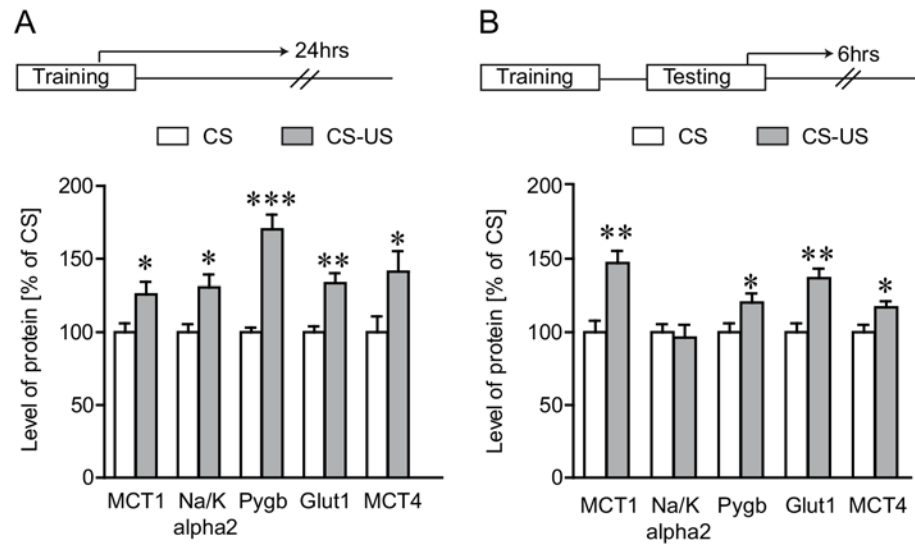 A
24hrs
Training
CS
CS-US
Level of protein [% of CS]
200
150
100
50
0
*
*
***
**
*
MCT1
Na/K
alpha2
Pygb
Glut1
MCT4
B
6hrs
Training
Testing
CS
CS-US
Level of protein [% of CS]
200
150
100
50
0
**
*
**
*
MCT1
Na/K
alpha2
Pygb
Glut1
MCT4